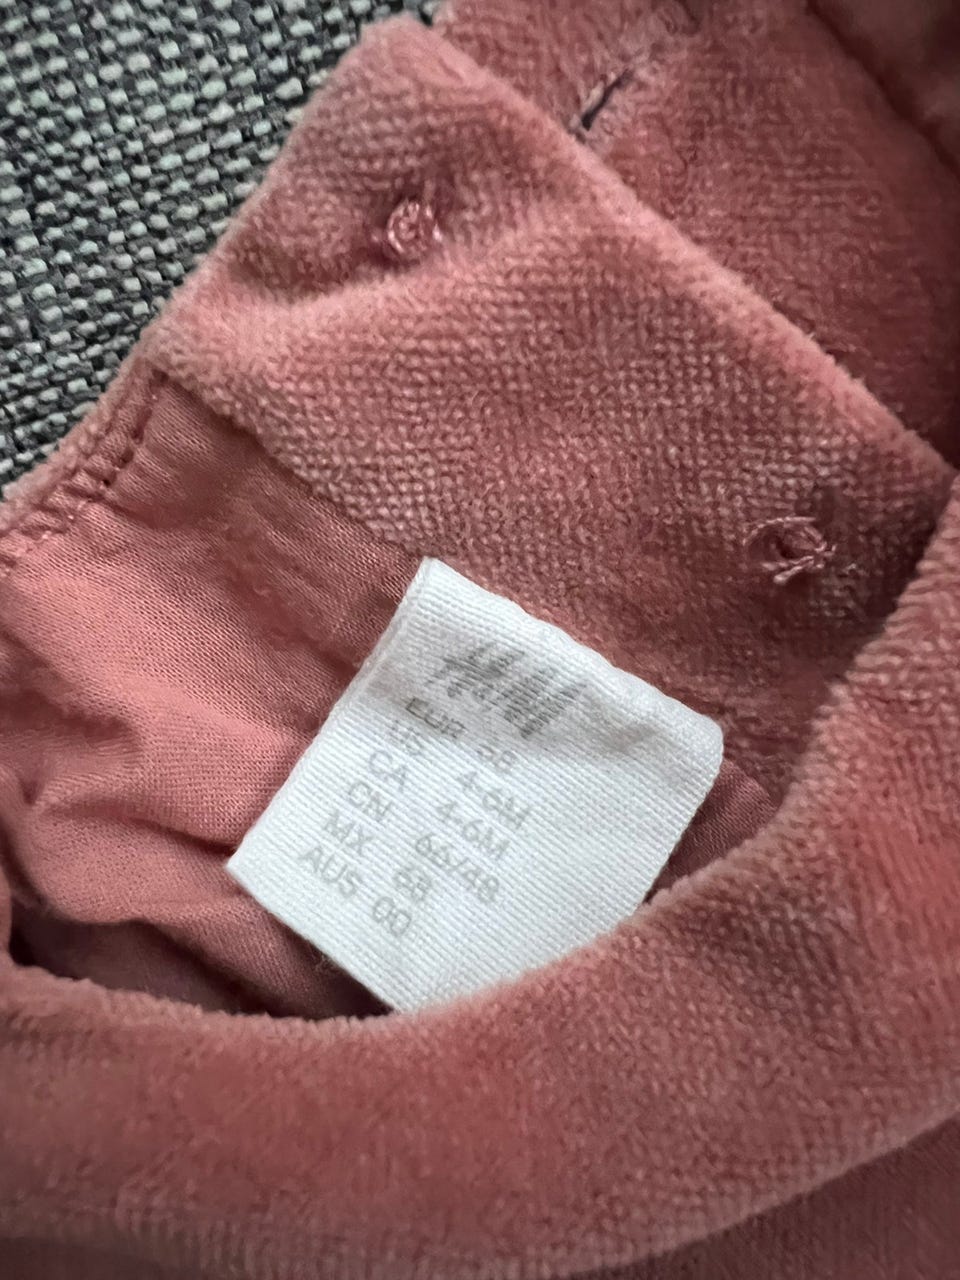 H&M
EUR 68
US 4-6M
CA 4-6M
CN 66/48
MX 68
AUS 00